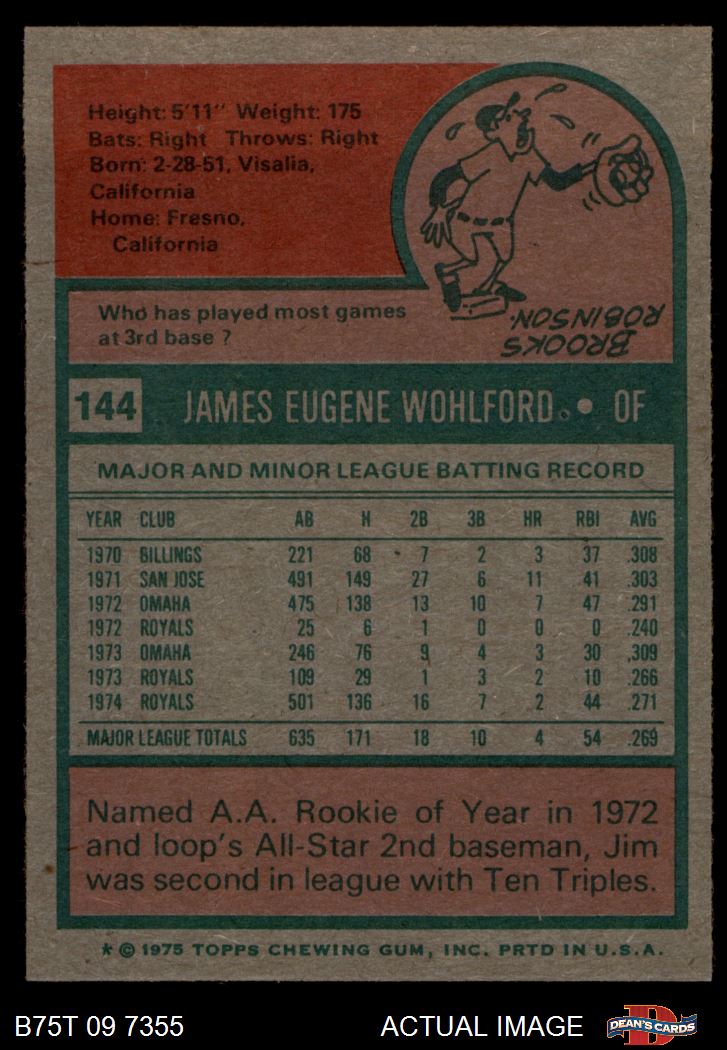 Height: 5'11" Weight: 175
Bats: Right Throws: Right
Born: 2-28-51, Visalia,
California
Home: Fresno,
California
Who has played most games
at 3rd base ?
BROOKS
ROBINSON.
144 JAMES EUGENE WOHLFORD • OF
MAJOR AND MINOR LEAGUE BATTING RECORD
YEAR CLUB AB H 2B 3B HR RBI AVG
1970 BILLINGS 221 68 7 2 3 37 .308
1971 SAN JOSE 491 149 27 6 11 41 .303
1972 OMAHA 475 138 13 10 7 47 .291
1972 ROYALS 25 6 1 0 0 0 .240
1973 OMAHA 246 76 9 4 3 30 .309
1973 ROYALS 109 29 1 3 2 10 .266
1974 ROYALS 501 136 16 7 2 44 .271
MAJOR LEAGUE TOTALS 635 171 18 10 4 54 .269
Named A.A. Rookie of Year in 1972
and loop's All-Star 2nd baseman, Jim
was second in league with Ten Triples.
* © 1975 TOPPS CHEWING GUM, INC. PRTD IN U.S.A.
B75T 09 7355 ACTUAL IMAGE D DEAN'S CARDS